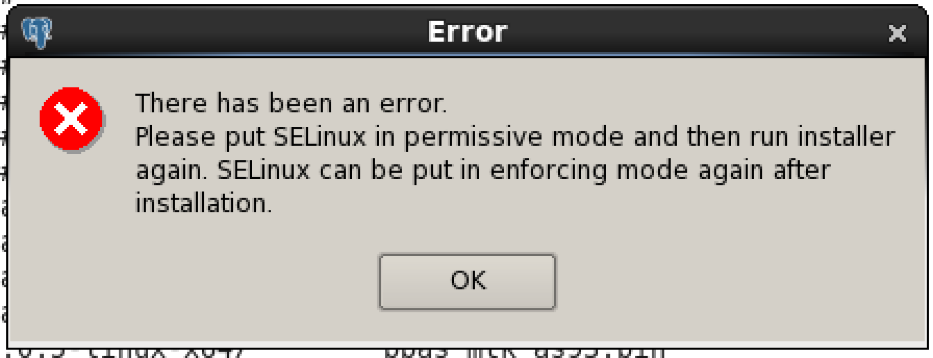 Error
There has been an error.
Please put SELinux in permissive mode and then run installer
again. SELinux can be put in enforcing mode again after
installation.
OK